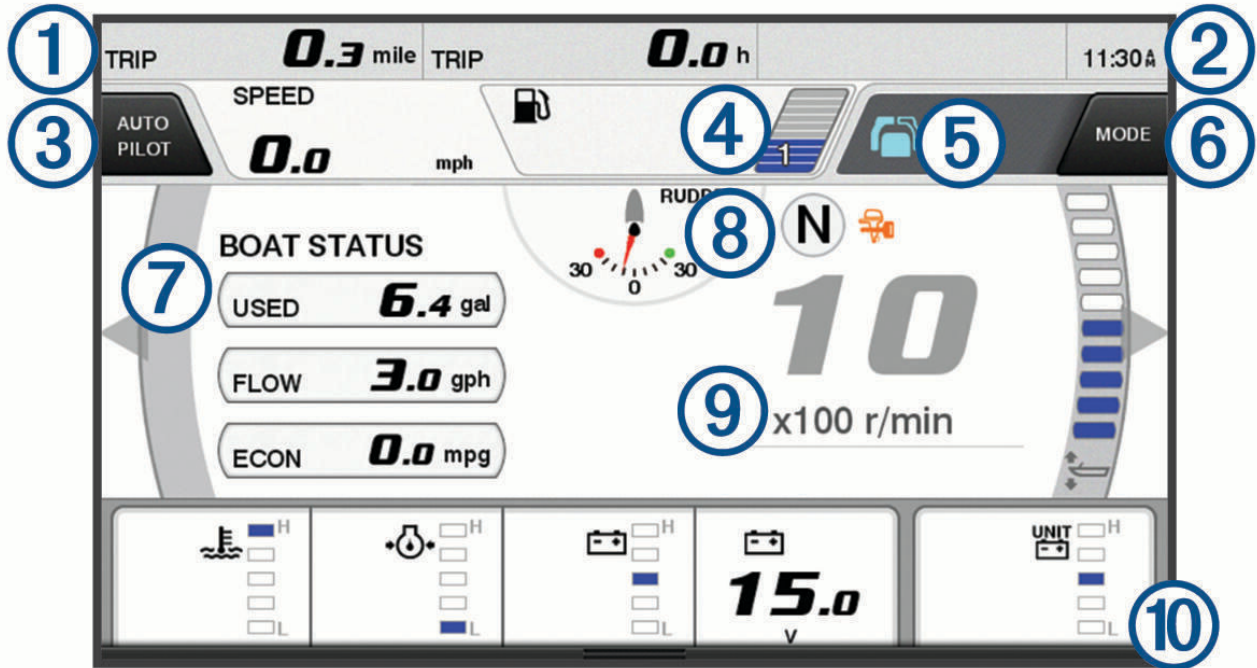 1
TRIP 0.3 mile TRIP 0.0 h
11:30A
2
3
AUTO
PILOT
SPEED
0.0 mph
4
1
5
MODE
6
7
BOAT STATUS
USED 6.4 gal
FLOW 3.0 gph
ECON 0.0 mpg
30 0 30
8
N
10
9
x100 r/min
H
L
H
L
H
L
15.0
V
UNIT
H
L
10